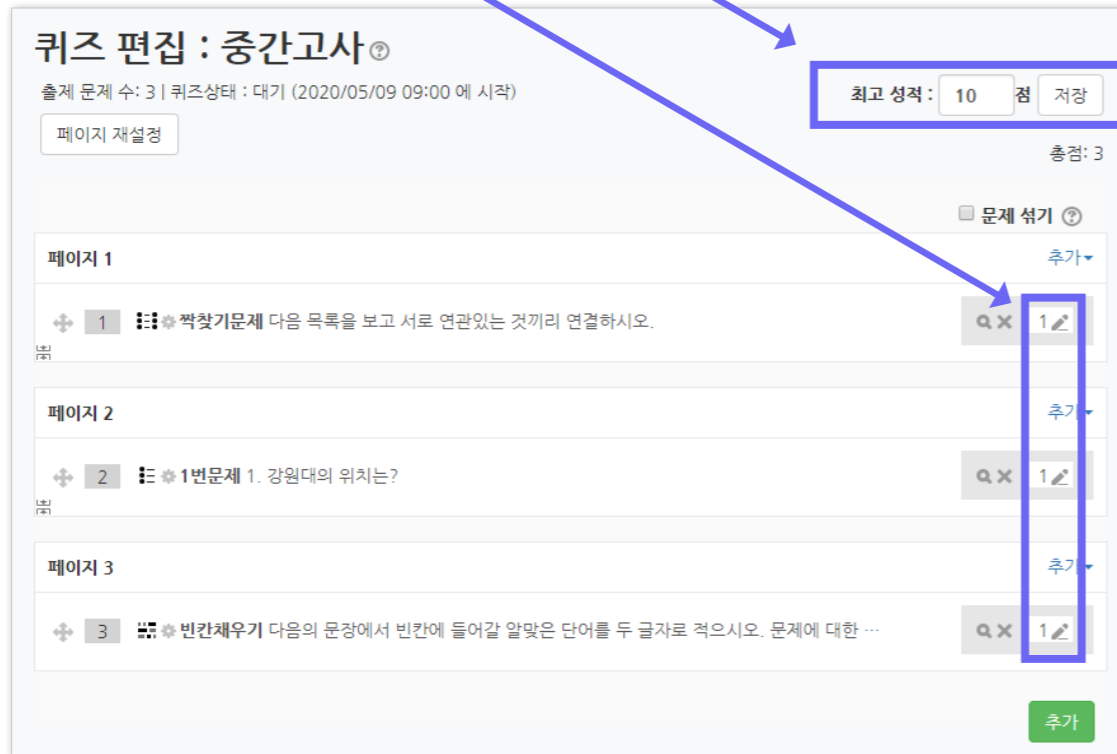 퀴즈 편집 : 중간고사
출제 문제 수: 3 | 퀴즈상태 : 대기 (2020/05/09 09:00 에 시작)
최고 성적 : 10 점 저장
페이지 재설정
총점: 3
문제 섞기
페이지 1 추가
1 짝찾기문제 다음 목록을 보고 서로 연관있는 것끼리 연결하시오. 1
페이지 2 추가
2 1번문제 1. 강원대의 위치는? 1
페이지 3 추가
3 빈칸채우기 다음의 문장에서 빈칸에 들어갈 알맞은 단어를 두 글자로 적으시오. 문제에 대한 ... 1
추가